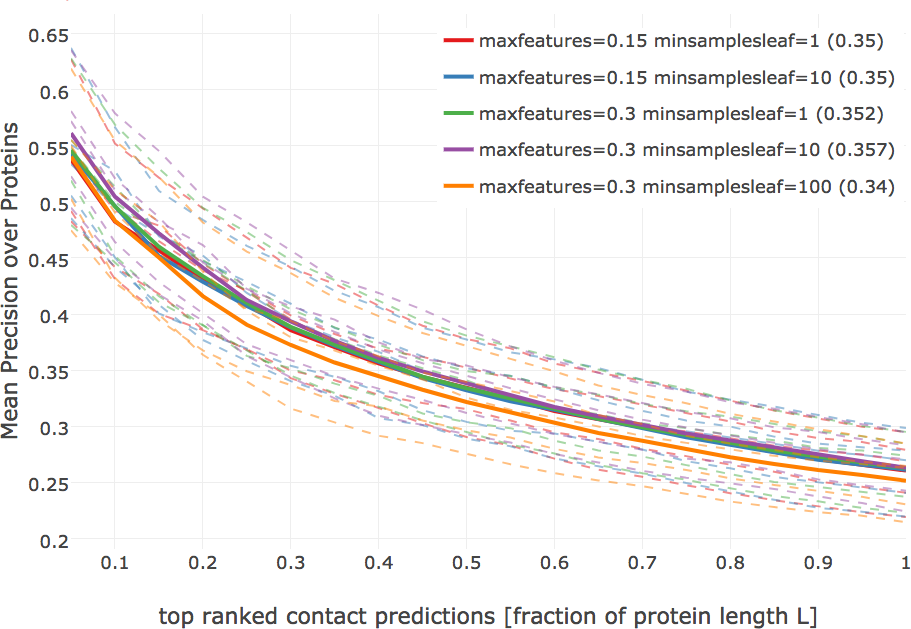 0.65
0.6
0.55
0.5
0.45
0.4
0.35
0.3
0.25
0.2
Mean Precision over Proteins
maxfeatures=0.15 minsamplesleaf=1 (0.35)
maxfeatures=0.15 minsamplesleaf=10 (0.35)
maxfeatures=0.3 minsamplesleaf=1 (0.352)
maxfeatures=0.3 minsamplesleaf=10 (0.357)
maxfeatures=0.3 minsamplesleaf=100 (0.34)
0.1 0.2 0.3 0.4 0.5 0.6 0.7 0.8 0.9 1
top ranked contact predictions [fraction of protein length L]